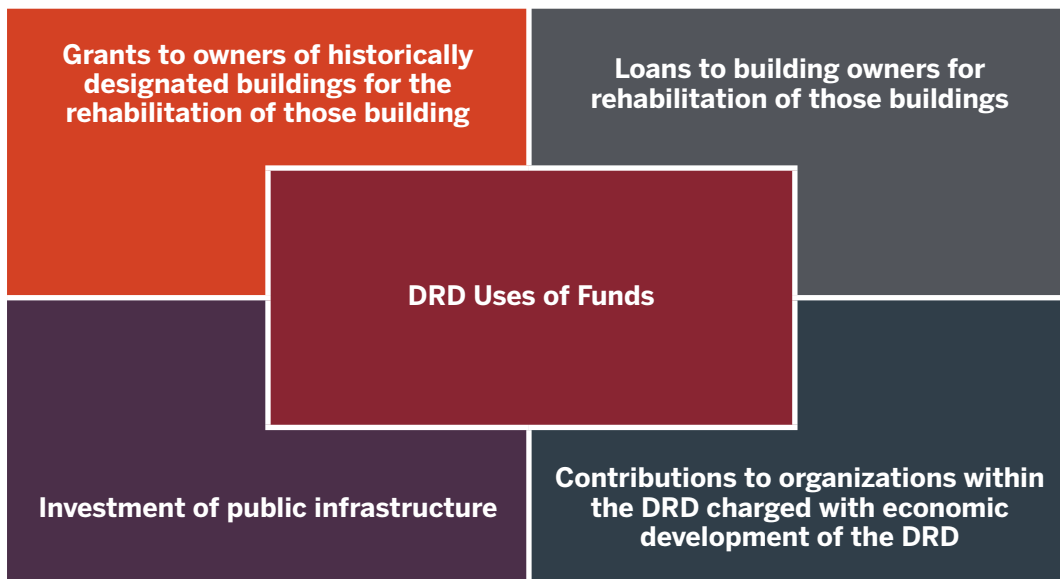 Grants to owners of historically
designated buildings for the
rehabilitation of those building
Loans to building owners for
rehabilitation of those buildings
DRD Uses of Funds
Investment of public infrastructure
Contributions to organizations within
the DRD charged with economic
development of the DRD